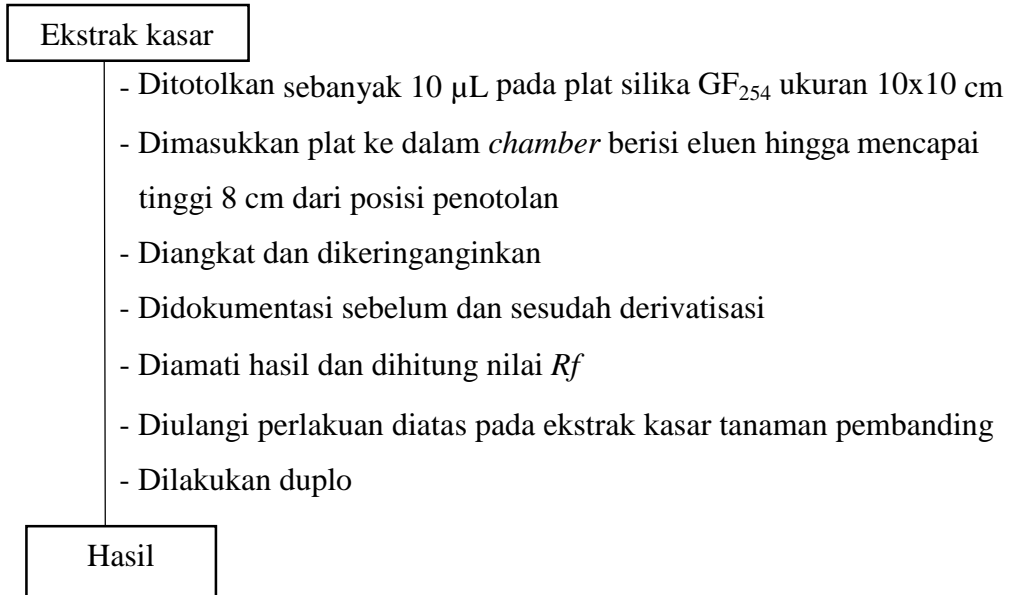 Ekstrak kasar
- Ditotolkan sebanyak 10 µL pada plat silika GF₂₅₄ ukuran 10x10 cm
- Dimasukkan plat ke dalam chamber berisi eluen hingga mencapai
tinggi 8 cm dari posisi penotolan
- Diangkat dan dikeringanginkan
- Didokumentasi sebelum dan sesudah derivatisasi
- Diamati hasil dan dihitung nilai Rf
- Diulangi perlakuan diatas pada ekstrak kasar tanaman pembanding
- Dilakukan duplo
Hasil